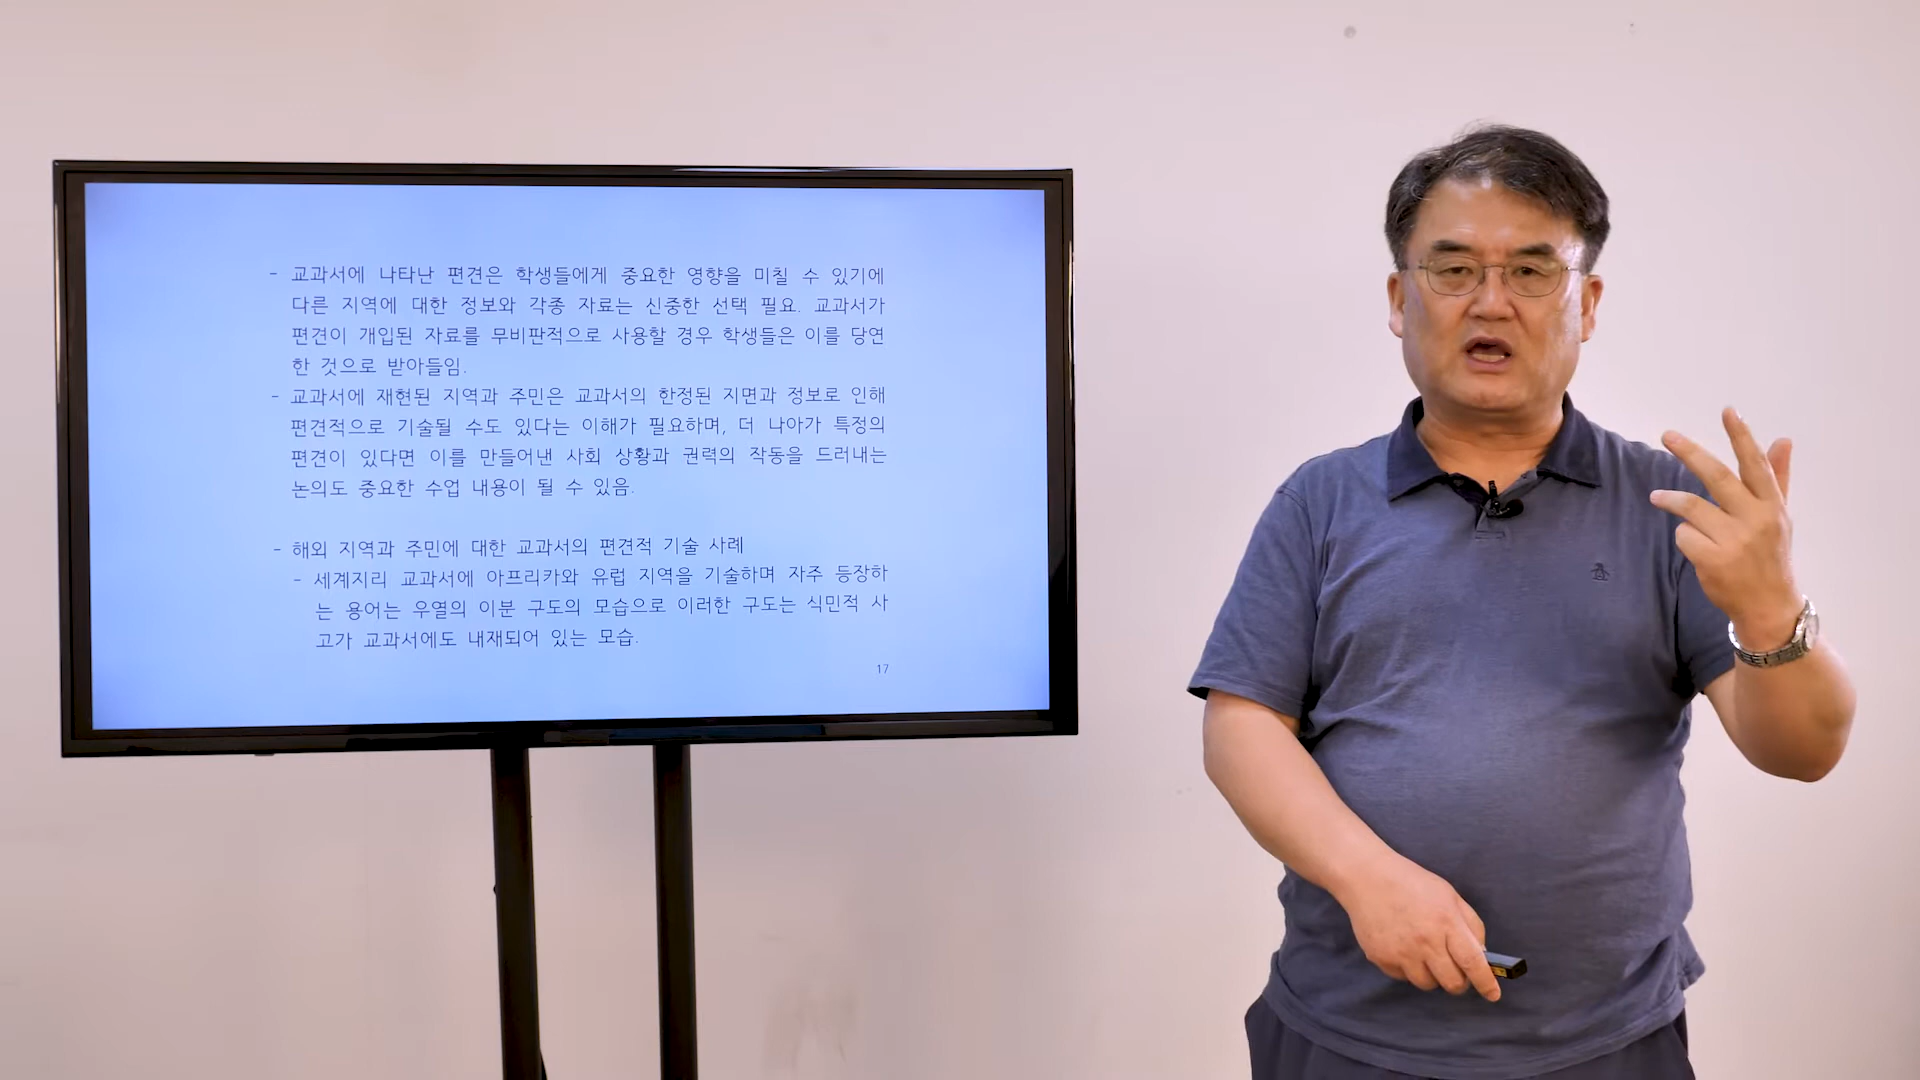 - 교과서에 나타난 편견은 학생들에게 중요한 영향을 미칠 수 있기에
다른 지역에 대한 정보와 각종 자료는 신중한 선택 필요. 교과서가
편견이 개입된 자료를 무비판적으로 사용할 경우 학생들은 이를 당연
한 것으로 받아들임.
- 교과서에 재현된 지역과 주민은 교과서의 한정된 지면과 정보로 인해
편견적으로 기술될 수도 있다는 이해가 필요하며, 더 나아가 특정의
편견이 있다면 이를 만들어낸 사회 상황과 권력의 작동을 드러내는
논의도 중요한 수업 내용이 될 수 있음.
- 해외 지역과 주민에 대한 교과서의 편견적 기술 사례
- 세계지리 교과서에 아프리카와 유럽 지역을 기술하며 자주 등장하
는 용어는 우열의 이분 구도의 모습으로 이러한 구도는 식민적 사
고가 교과서에도 내재되어 있는 모습.
17